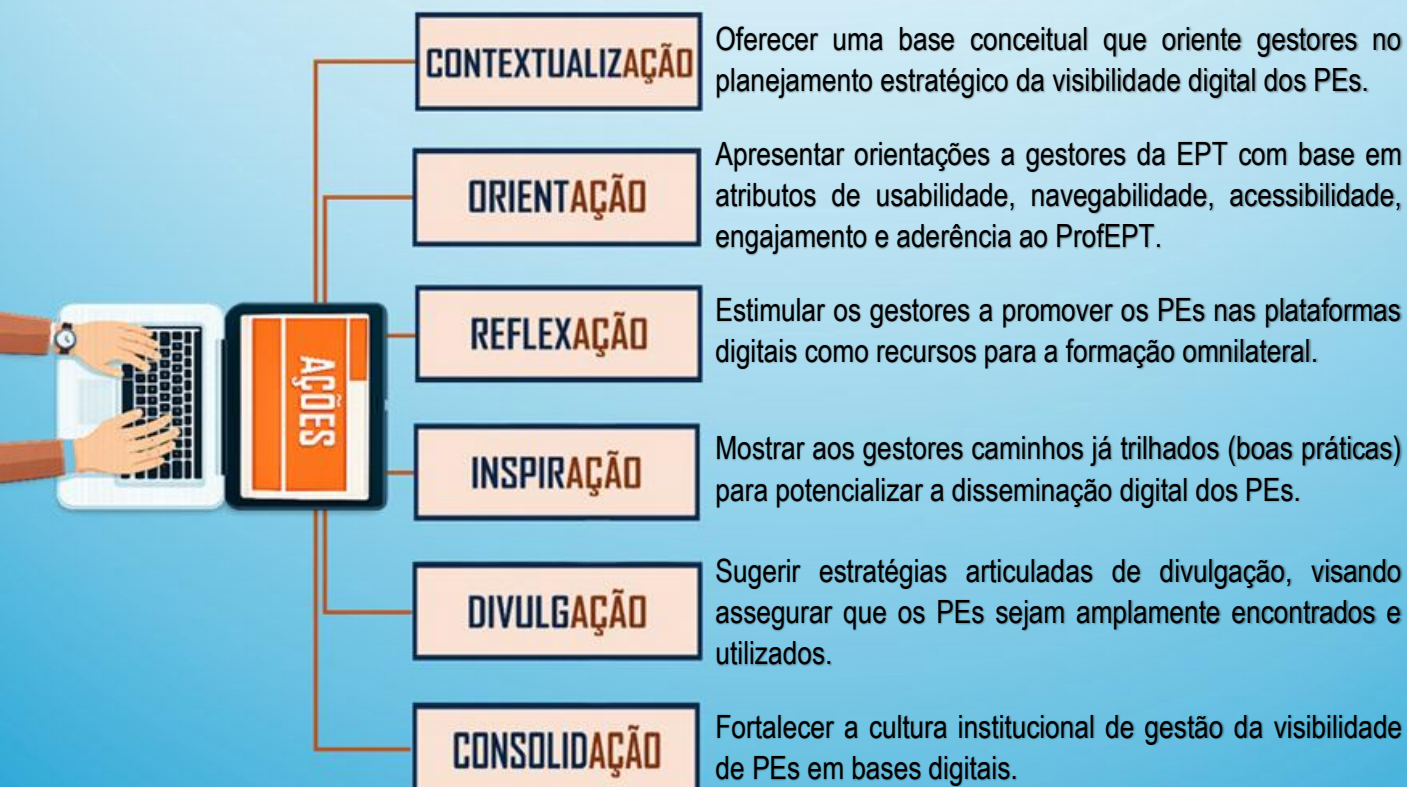 AÇÕES
CONTEXTUALIZAÇÃO
Oferecer uma base conceitual que oriente gestores no
planejamento estratégico da visibilidade digital dos PEs.
ORIENTAÇÃO
Apresentar orientações a gestores da EPT com base em
atributos de usabilidade, navegabilidade, acessibilidade,
engajamento e aderência ao ProfEPT.
REFLEXAÇÃO
Estimular os gestores a promover os PEs nas plataformas
digitais como recursos para a formação omnilateral.
INSPIRAÇÃO
Mostrar aos gestores caminhos já trilhados (boas práticas)
para potencializar a disseminação digital dos PEs.
DIVULGAÇÃO
Sugerir estratégias articuladas de divulgação, visando
assegurar que os PEs sejam amplamente encontrados e
utilizados.
CONSOLIDAÇÃO
Fortalecer a cultura institucional de gestão da visibilidade
de PEs em bases digitais.